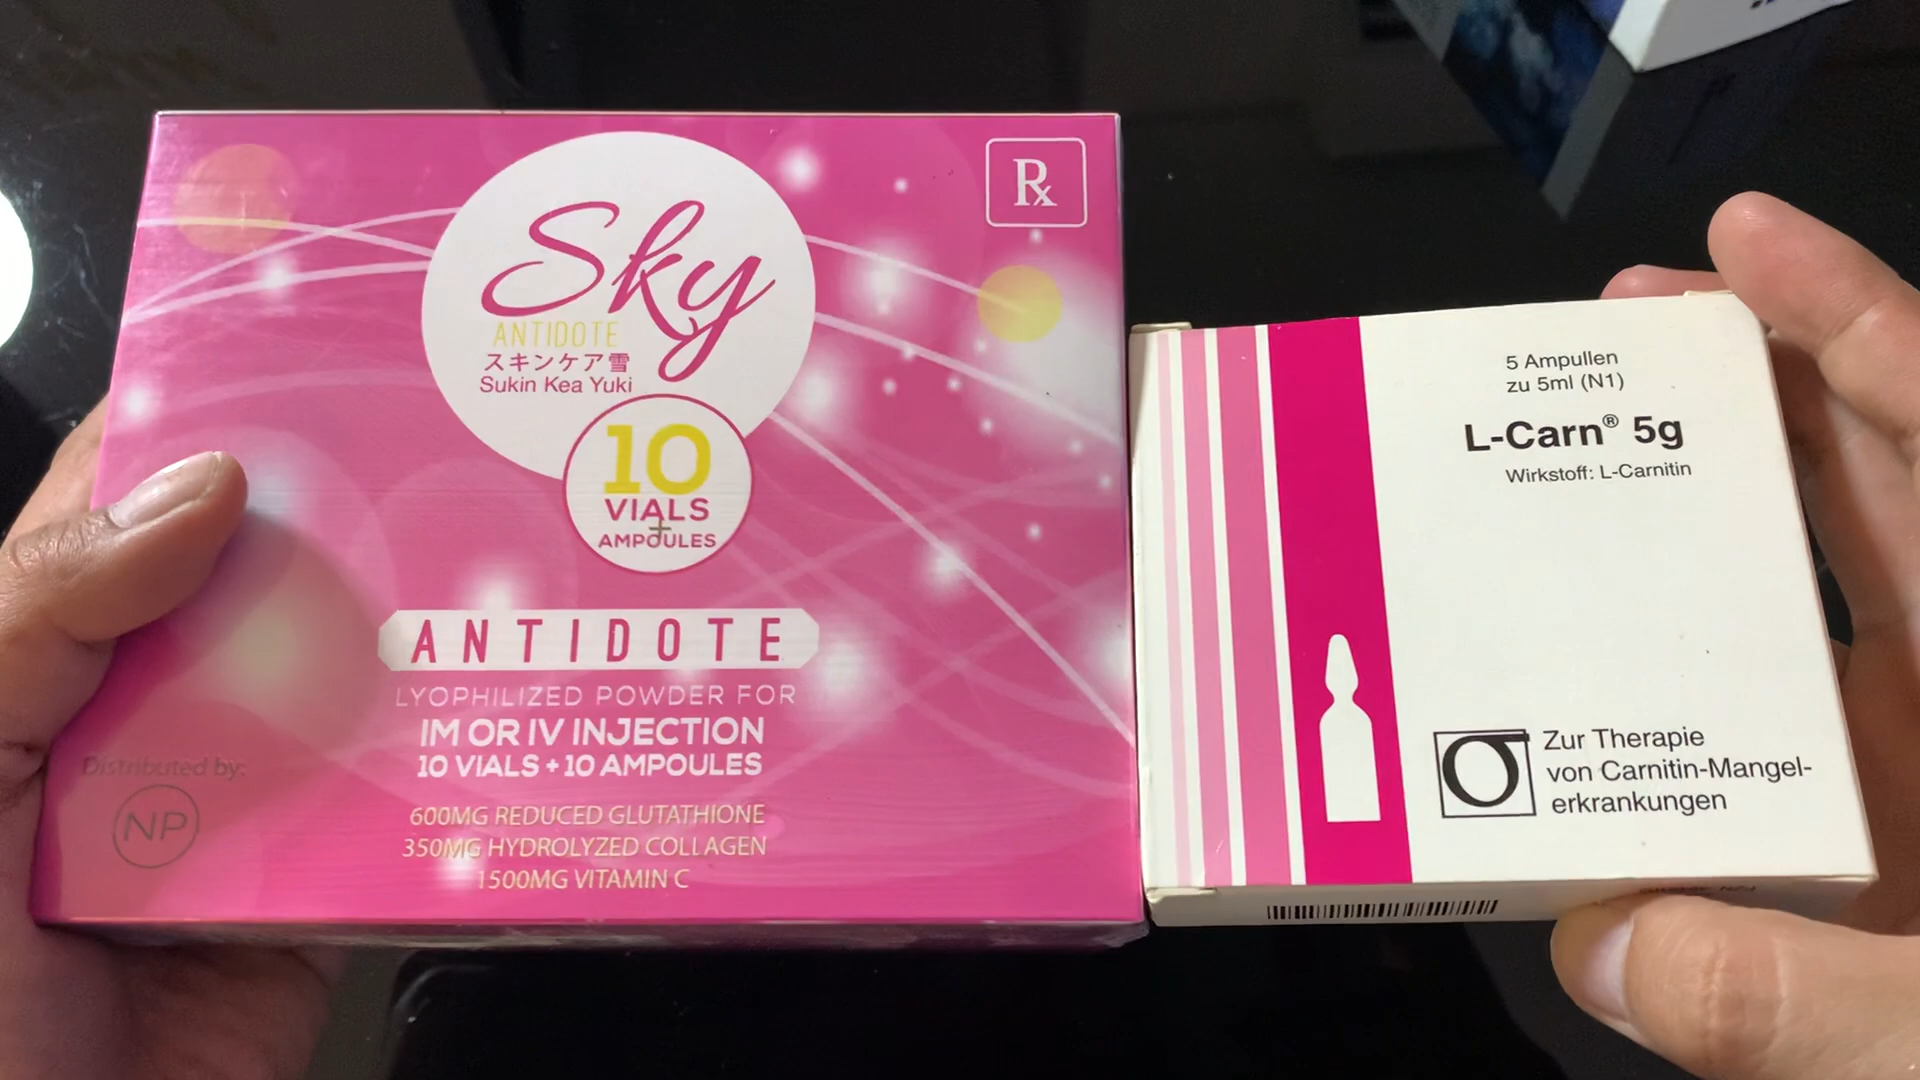 Sky
ANTIDOTE
スキンケア雪
Sukin Kea Yuki
Rx
10
VIALS
+
AMPOULES
ANTIDOTE
LYOPHILIZED POWDER FOR
IM OR IV INJECTION
10 VIALS + 10 AMPOULES
600MG REDUCED GLUTATHIONE
350MG HYDROLYZED COLLAGEN
1500MG VITAMIN C
Distributed by:
NP
5 Ampullen
zu 5ml (N1)
L-Carn® 5g
Wirkstoff: L-Carnitin
Zur Therapie
von Carnitin-Mangel-
erkrankungen